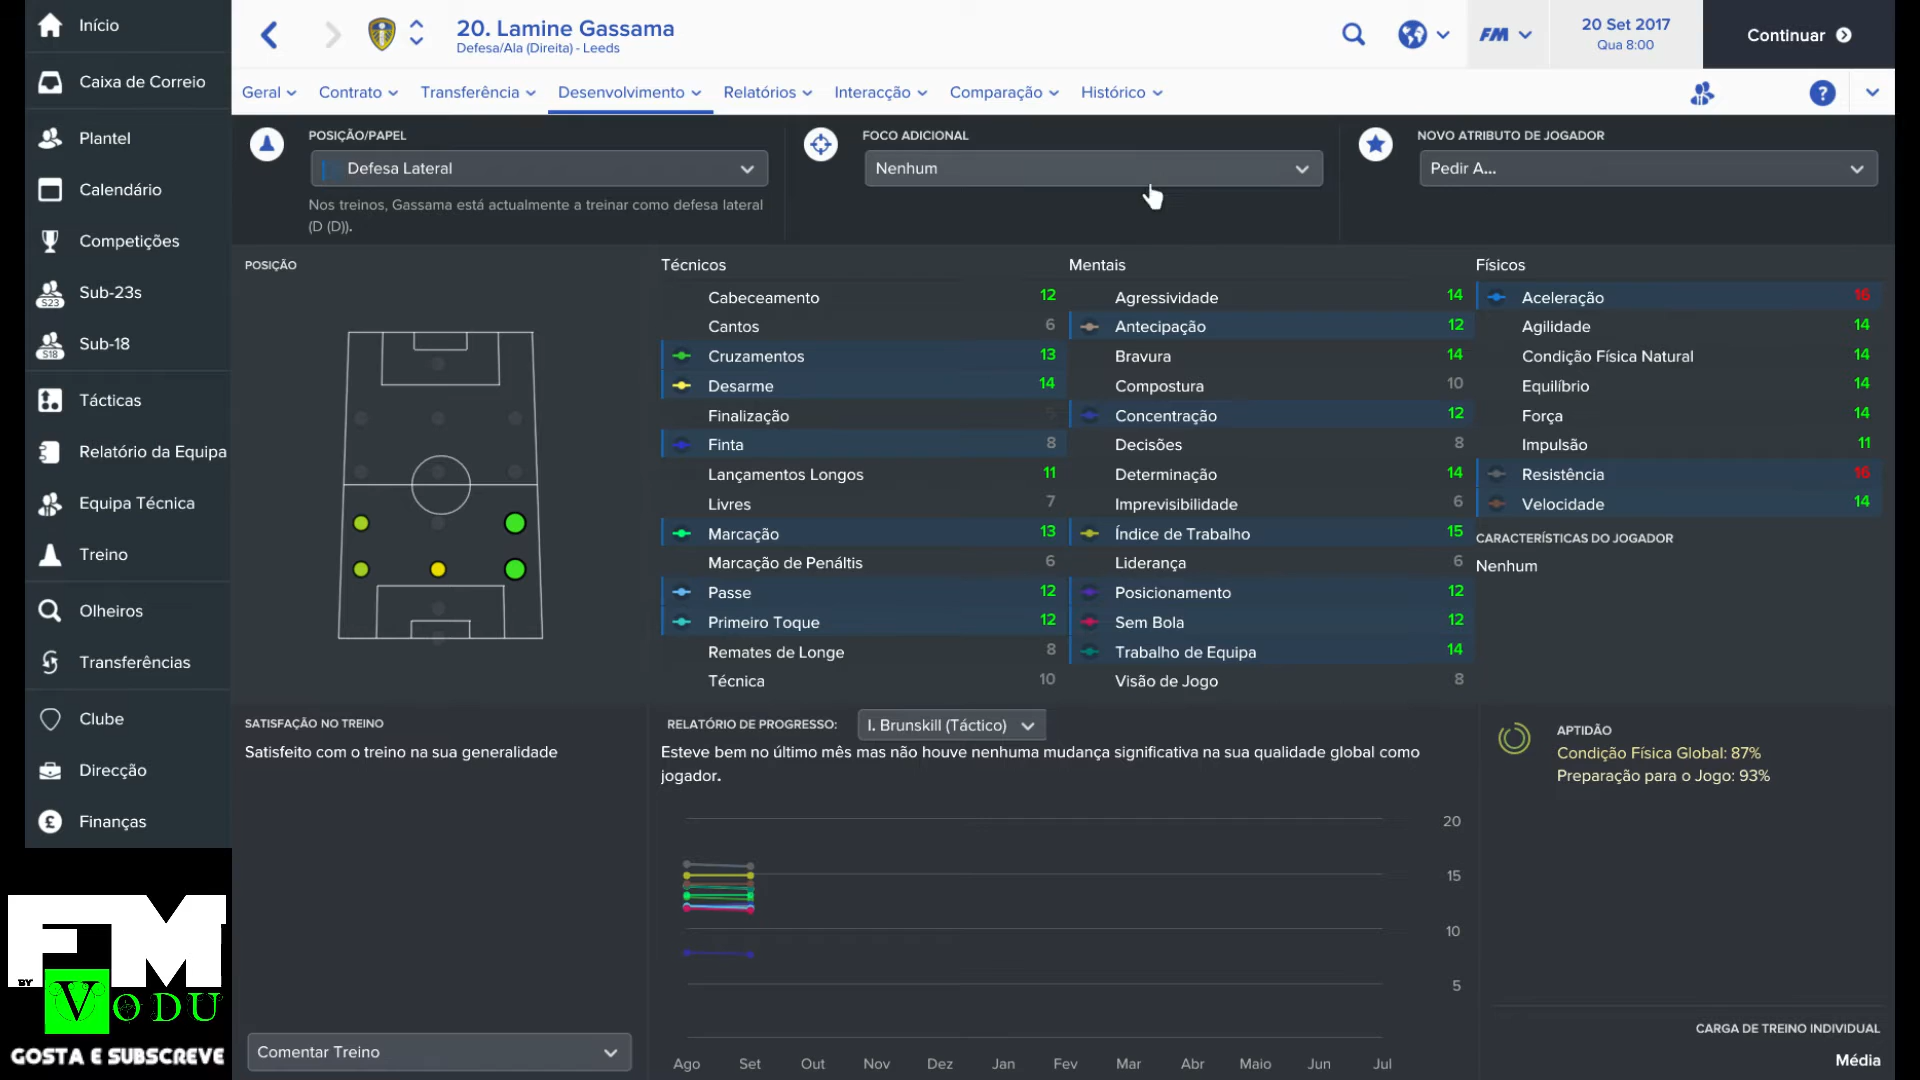 Início
Caixa de Correio
Plantel
Calendário
Competições
S23
Sub-23s
S18
Sub-18
Tácticas
Relatório da Equipa
Equipa Técnica
Treino
Olheiros
Transferências
Clube
Direcção
£
Finanças
FM
BY
VODU
GOSTA E SUBSCREVE
20. Lamine Gassama
Defesa/Ala (Direita) - Leeds
FM
20 Set 2017
Qua 8:00
Continuar
Geral
Contrato
Transferência
Desenvolvimento
Relatórios
Interacção
Comparação
Histórico
?
POSIÇÃO/PAPEL
Defesa Lateral
Nos treinos, Gassama está actualmente a treinar como defesa lateral
(D (D)).
FOCO ADICIONAL
Nenhum
NOVO ATRIBUTO DE JOGADOR
Pedir A...
POSIÇÃO
Técnicos
Cabeceamento 12
Cantos 6
Cruzamentos 13
Desarme 14
Finalização 5
Finta 8
Lançamentos Longos 11
Livres 7
Marcação 13
Marcação de Penáltis 6
Passe 12
Primeiro Toque 12
Remates de Longe 8
Técnica 10
Mentais
Agressividade 14
Antecipação 12
Bravura 14
Compostura 10
Concentração 12
Decisões 8
Determinação 14
Imprevisibilidade 6
Índice de Trabalho 15
Liderança 6
Posicionamento 12
Sem Bola 12
Trabalho de Equipa 14
Visão de Jogo 8
Físicos
Aceleração 16
Agilidade 14
Condição Física Natural 14
Equilíbrio 14
Força 14
Impulsão 11
Resistência 16
Velocidade 14
CARACTERÍSTICAS DO JOGADOR
Nenhum
SATISFAÇÃO NO TREINO
Satisfeito com o treino na sua generalidade
Comentar Treino
RELATÓRIO DE PROGRESSO:
I. Brunskill (Táctico)
Esteve bem no último mês mas não houve nenhuma mudança significativa na sua qualidade global como
jogador.
20
15
10
5
Ago Set Out Nov Dez Jan Fev Mar Abr Maio Jun Jul
APTIDÃO
Condição Física Global: 87%
Preparação para o Jogo: 93%
CARGA DE TREINO INDIVIDUAL
Média